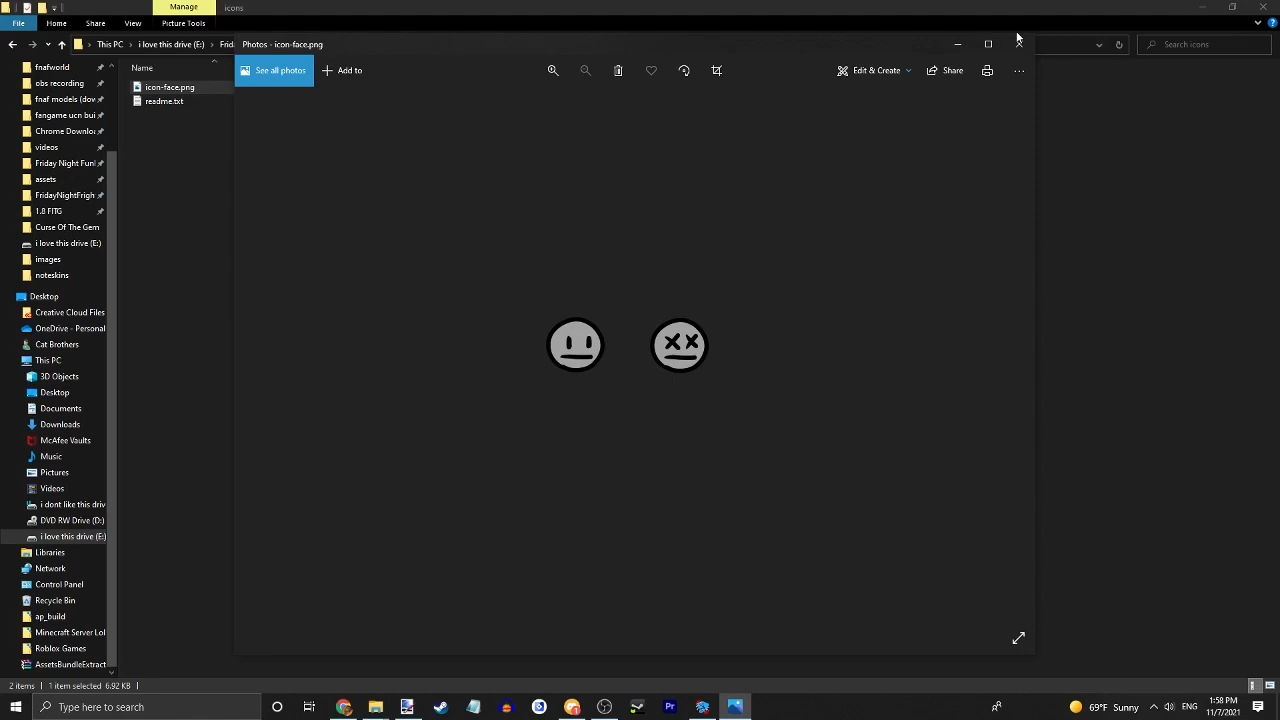 Manage
icons
File
Home
Share
View
Picture Tools
This PC
i love this drive (E:)
Frida
Search icons
Photos - icon-face.png
See all photos
Add to
Edit & Create
Share
Name
icon-face.png
readme.txt
fnafworld
obs recording
fnaf models (dow
fangame ucn bui
Chrome Downloa
videos
Friday Night Funl
assets
FridayNightFrigh
1.8 FITG
Curse Of The Gem
i love this drive (E:)
images
noteskins
Desktop
Creative Cloud Files
OneDrive - Personal
Cat Brothers
This PC
3D Objects
Desktop
Documents
Downloads
McAfee Vaults
Music
Pictures
Videos
i dont like this driv
DVD RW Drive (D:)
i love this drive (E:)
Libraries
Network
Control Panel
Recycle Bin
ap_build
Minecraft Server Lol
Roblox Games
AssetsBundleExtract
2 items
1 item selected 6.92 KB
Type here to search
Pr
69°F Sunny
ENG
1:58 PM
11/7/2021